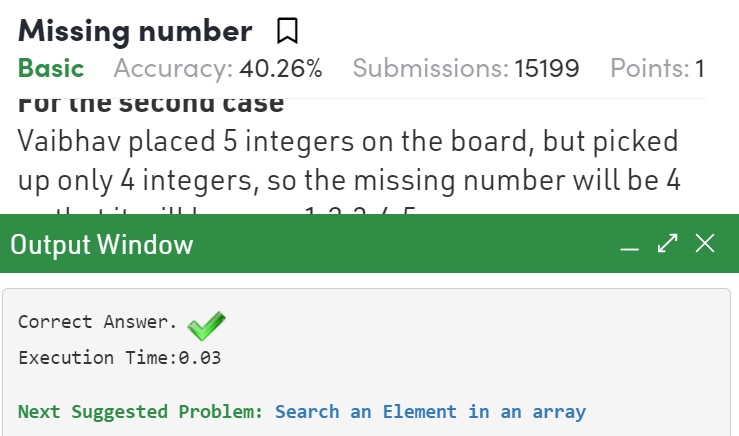 Missing number
Basic Accuracy: 40.26% Submissions: 15199 Points: 1
For the second case
Vaibhav placed 5 integers on the board, but picked
up only 4 integers, so the missing number will be 4
Output Window
Correct Answer.
Execution Time:0.03
Next Suggested Problem: Search an Element in an array